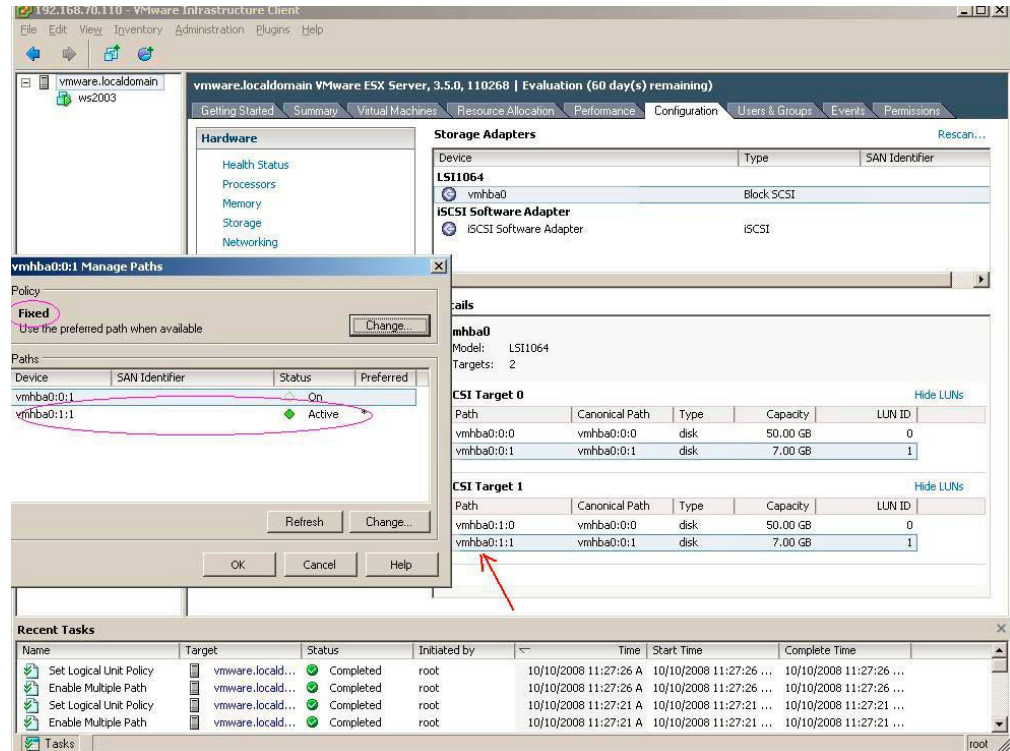 192.168.70.110 - VMware Infrastructure Client
File Edit View Inventory Administration Plugins Help
vmware.localdomain
ws2003
vmware.localdomain VMware ESX Server, 3.5.0, 110268 | Evaluation (60 day(s) remaining)
Getting Started Summary Virtual Machines Resource Allocation Performance Configuration Users & Groups Events Permissions
Hardware
Health Status
Processors
Memory
Storage
Networking
Storage Adapters Rescan...
Device Type SAN Identifier
LSI1064
vmhba0 Block SCSI
iSCSI Software Adapter
iSCSI Software Adapter iSCSI
vmhba0:0:1 Manage Paths
Policy
Fixed
Use the preferred path when available
Change...
Paths
Device SAN Identifier Status Preferred
vmhba0:0:1 On
vmhba0:1:1 Active *
Refresh Change...
OK Cancel Help
tails
mhba0
Model: LSI1064
Targets: 2
CSI Target 0 Hide LUNs
Path Canonical Path Type Capacity LUN ID
vmhba0:0:0 vmhba0:0:0 disk 50.00 GB 0
vmhba0:0:1 vmhba0:0:1 disk 7.00 GB 1
CSI Target 1 Hide LUNs
Path Canonical Path Type Capacity LUN ID
vmhba0:1:0 vmhba0:0:0 disk 50.00 GB 0
vmhba0:1:1 vmhba0:0:1 disk 7.00 GB 1
Recent Tasks
Name Target Status Initiated by Time Start Time Complete Time
Set Logical Unit Policy vmware.locald... Completed root 10/10/2008 11:27:26 A 10/10/2008 11:27:26 ... 10/10/2008 11:27:26 ...
Enable Multiple Path vmware.locald... Completed root 10/10/2008 11:27:26 A 10/10/2008 11:27:26 ... 10/10/2008 11:27:26 ...
Set Logical Unit Policy vmware.locald... Completed root 10/10/2008 11:27:21 A 10/10/2008 11:27:21 ... 10/10/2008 11:27:21 ...
Enable Multiple Path vmware.locald... Completed root 10/10/2008 11:27:21 A 10/10/2008 11:27:21 ... 10/10/2008 11:27:21 ...
Tasks root